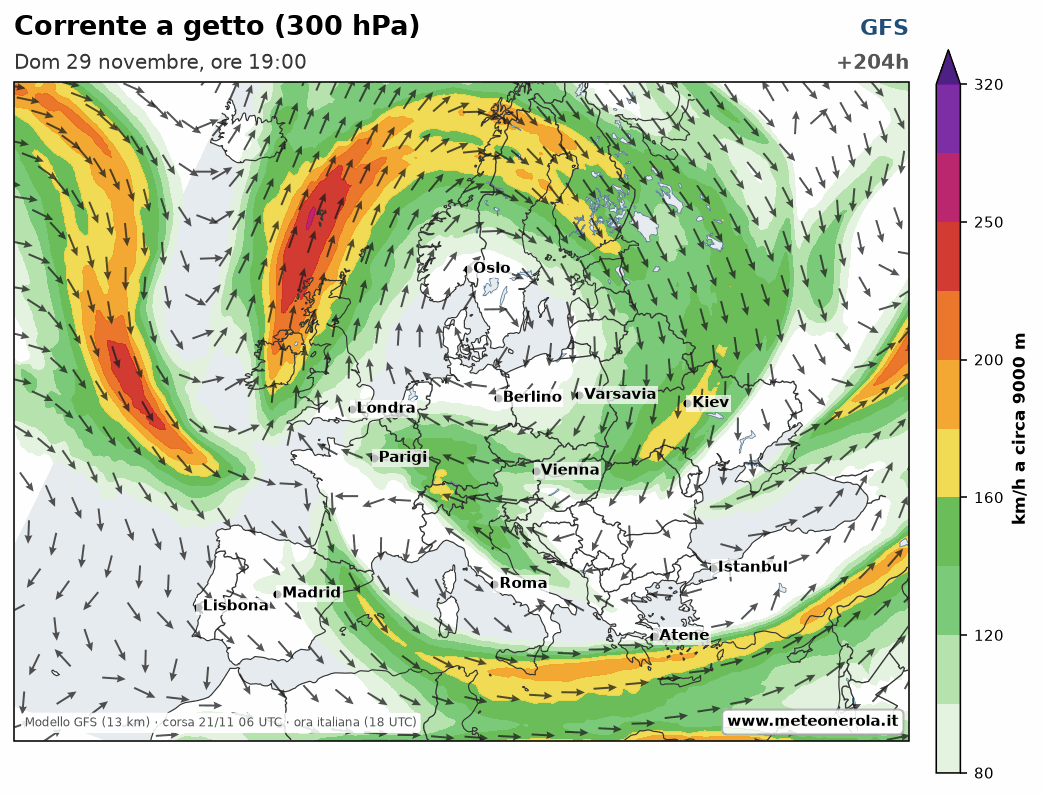 Corrente a getto (300 hPa)
GFS
Dom 29 novembre, ore 19:00
+204h
320
250
200
160
120
80
km/h a circa 9000 m
Oslo
Londra
Berlino
Varsavia
Kiev
Parigi
Vienna
Istanbul
Roma
Madrid
Lisbona
Atene
Modello GFS (13 km) · corsa 21/11 06 UTC · ora italiana (18 UTC)
www.meteonerola.it